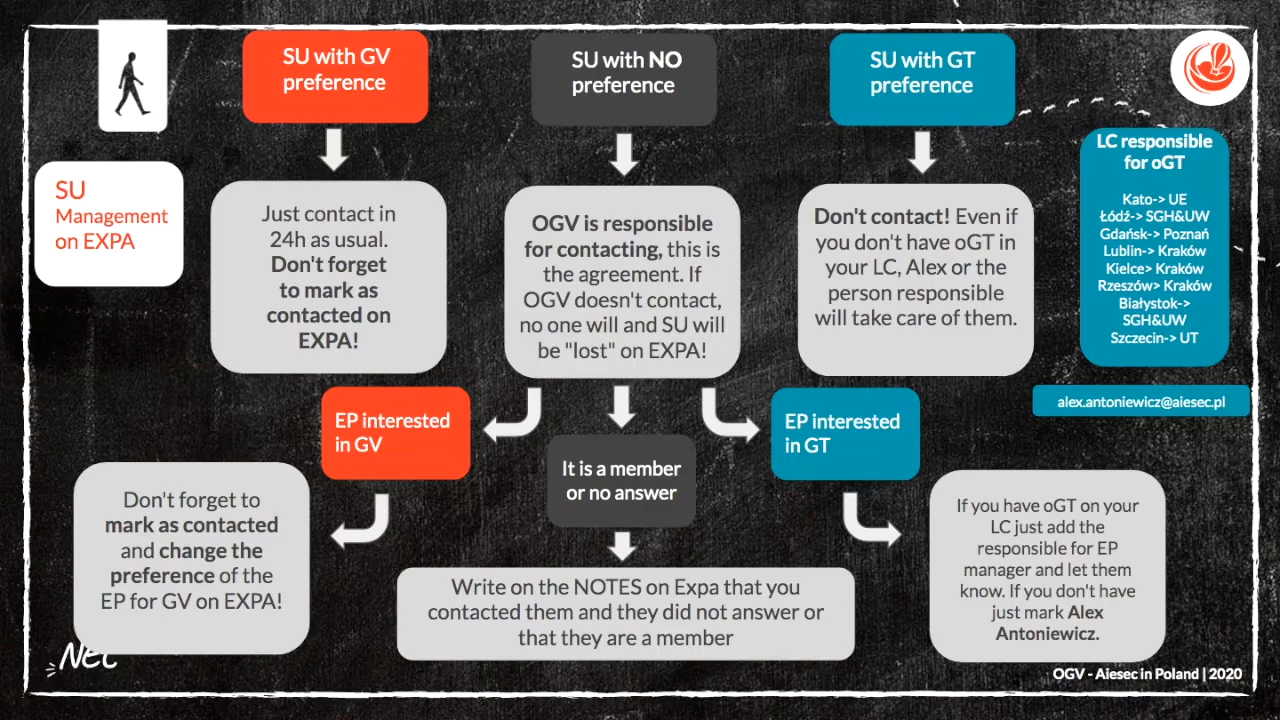 SU with GV
preference
SU with NO
preference
SU with GT
preference
SU
Management
on EXPA
Just contact in
24h as usual.
Don't forget
to mark as
contacted on
EXPA!
OGV is responsible
for contacting, this is
the agreement. If
OGV doesn't contact,
no one will and SU will
be "lost" on EXPA!
Don't contact! Even if
you don't have oGT in
your LC, Alex or the
person responsible
will take care of them.
LC responsible
for oGT
Kato-> UE
Łódź-> SGH&UW
Gdańsk-> Poznań
Lublin-> Kraków
Kielce> Kraków
Rzeszów> Kraków
Białystok->
SGH&UW
Szczecin-> UT
alex.antoniewicz@aiesec.pl
EP interested
in GV
It is a member
or no answer
EP interested
in GT
Don't forget to
mark as contacted
and change the
preference of the
EP for GV on EXPA!
Write on the NOTES on Expa that you
contacted them and they did not answer or
that they are a member
If you have oGT on your
LC just add the
responsible for EP
manager and let them
know. If you don't have
just mark Alex
Antoniewicz.
OGV - Aiesec in Poland | 2020